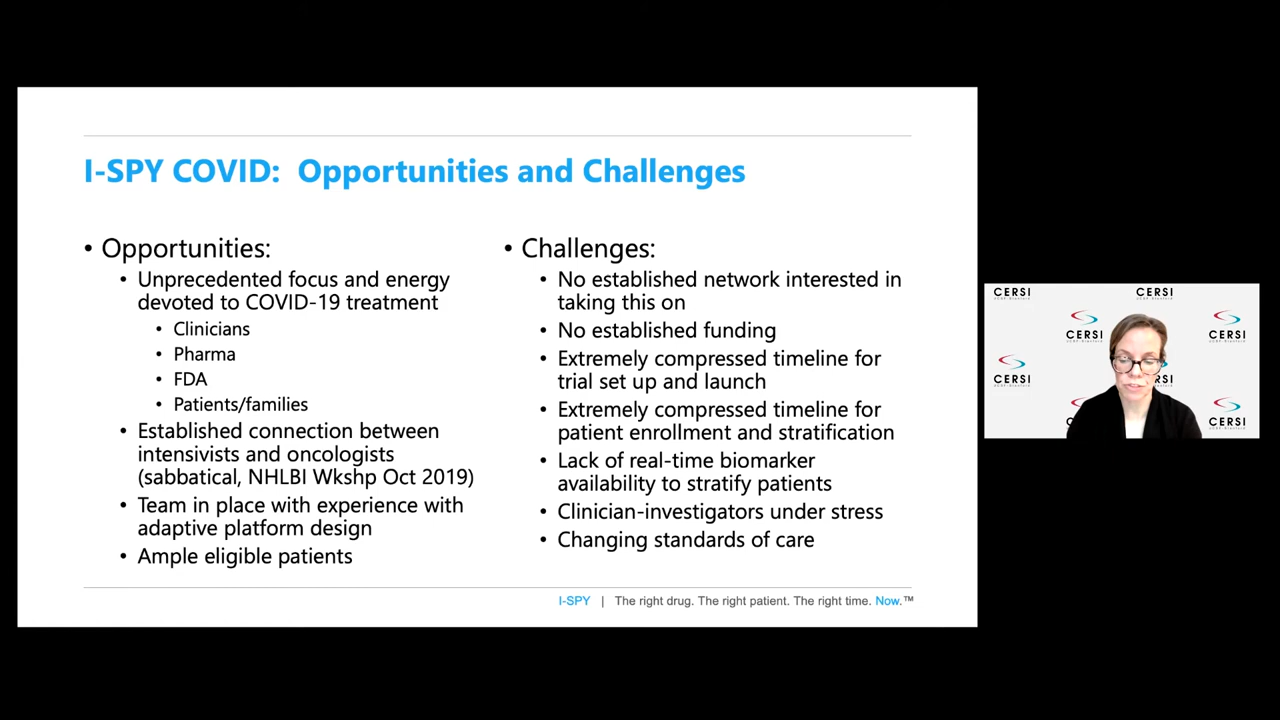 I-SPY COVID: Opportunities and Challenges
• Opportunities:
• Unprecedented focus and energy
devoted to COVID-19 treatment
• Clinicians
• Pharma
• FDA
• Patients/families
• Established connection between
intensivists and oncologists
(sabbatical, NHLBI Wkshp Oct 2019)
• Team in place with experience with
adaptive platform design
• Ample eligible patients
• Challenges:
• No established network interested in
taking this on
• No established funding
• Extremely compressed timeline for
trial set up and launch
• Extremely compressed timeline for
patient enrollment and stratification
• Lack of real-time biomarker
availability to stratify patients
• Clinician-investigators under stress
• Changing standards of care
I-SPY | The right drug. The right patient. The right time. Now.™
CERSI
CERSI
CERSI
CERSI
CERSI
CERSI